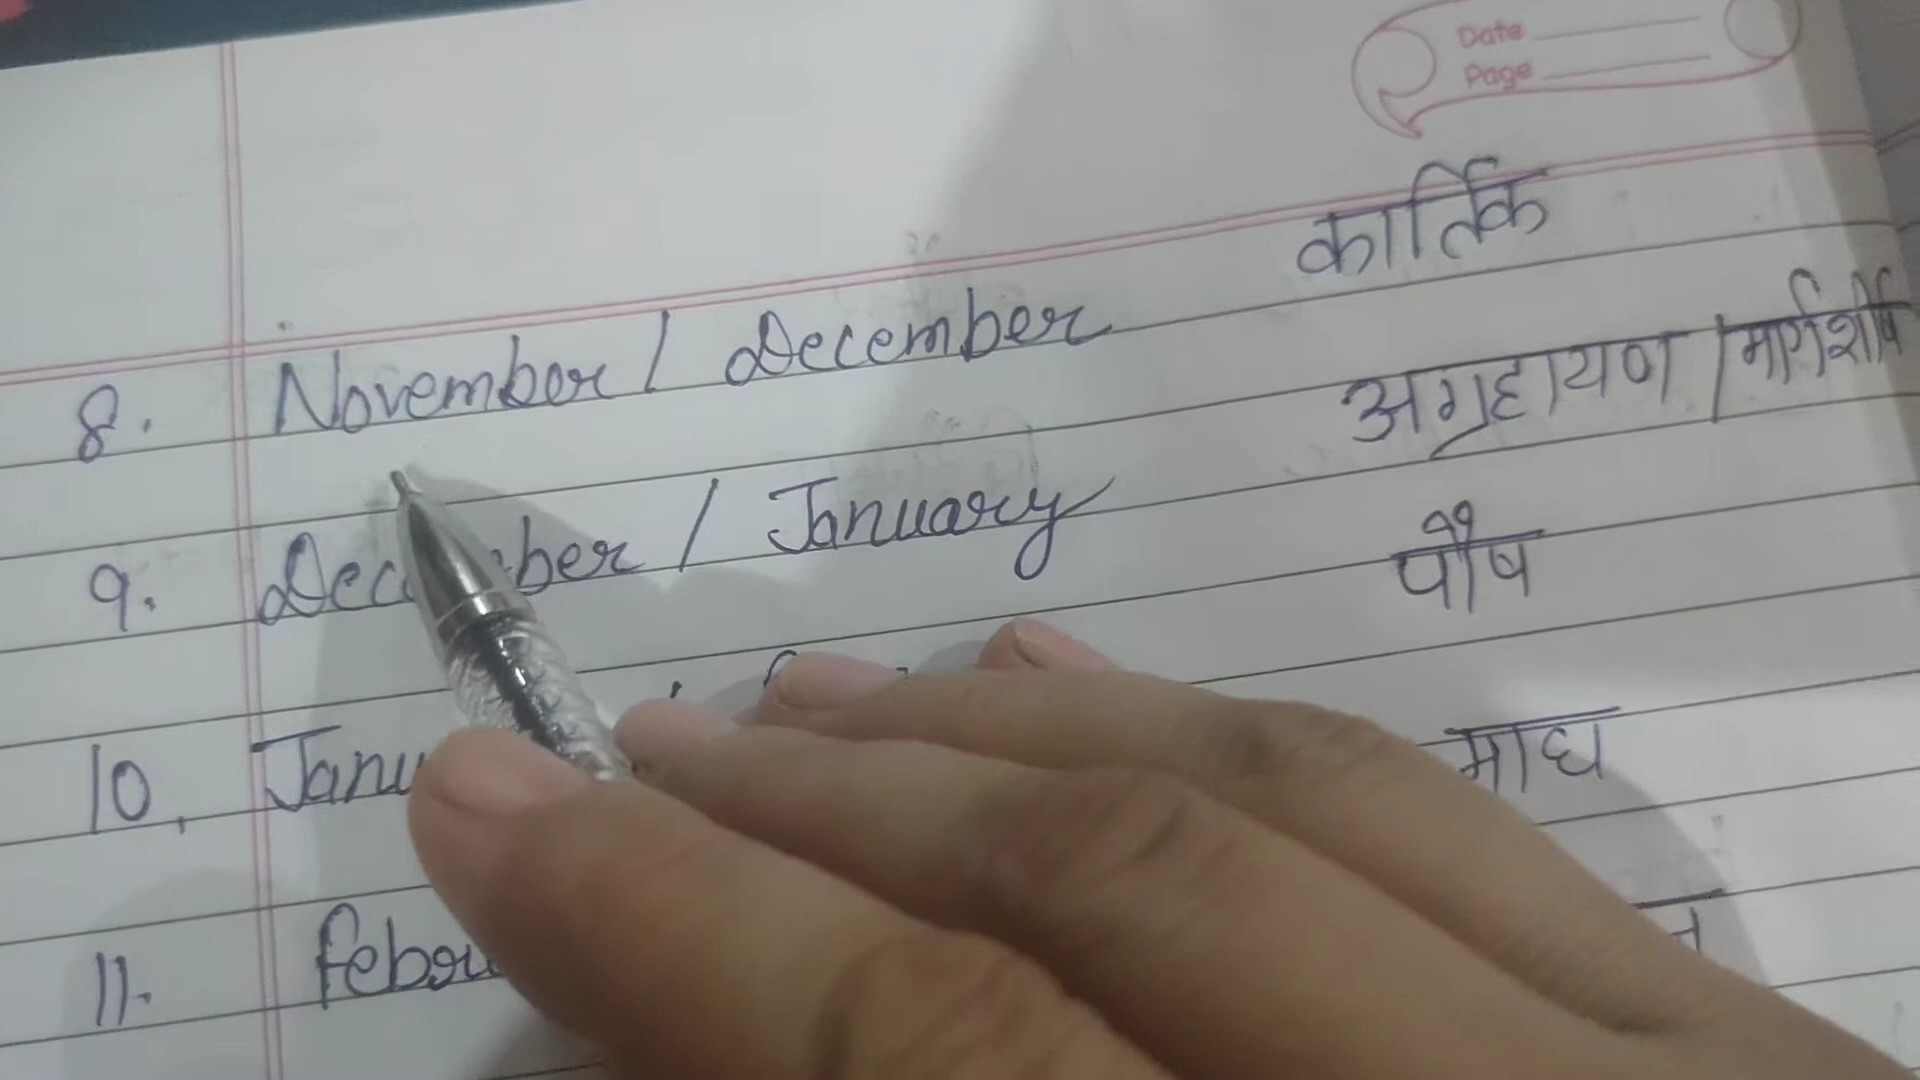 Date
Page
कार्तिक
8. November / December अग्रहायण / मार्गशीर्ष
9. December / January पौष
10, माघ
11.